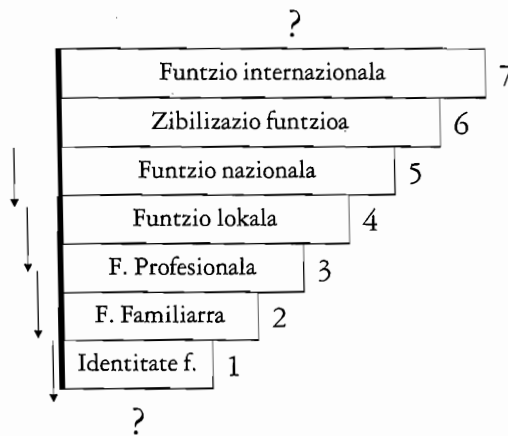 ?
Funtzio internazionala 7
Zibilizazio funtzioa 6
Funtzio nazionala 5
Funtzio lokala 4
F. Profesionala 3
F. Familiarra 2
Identitate f. 1
?